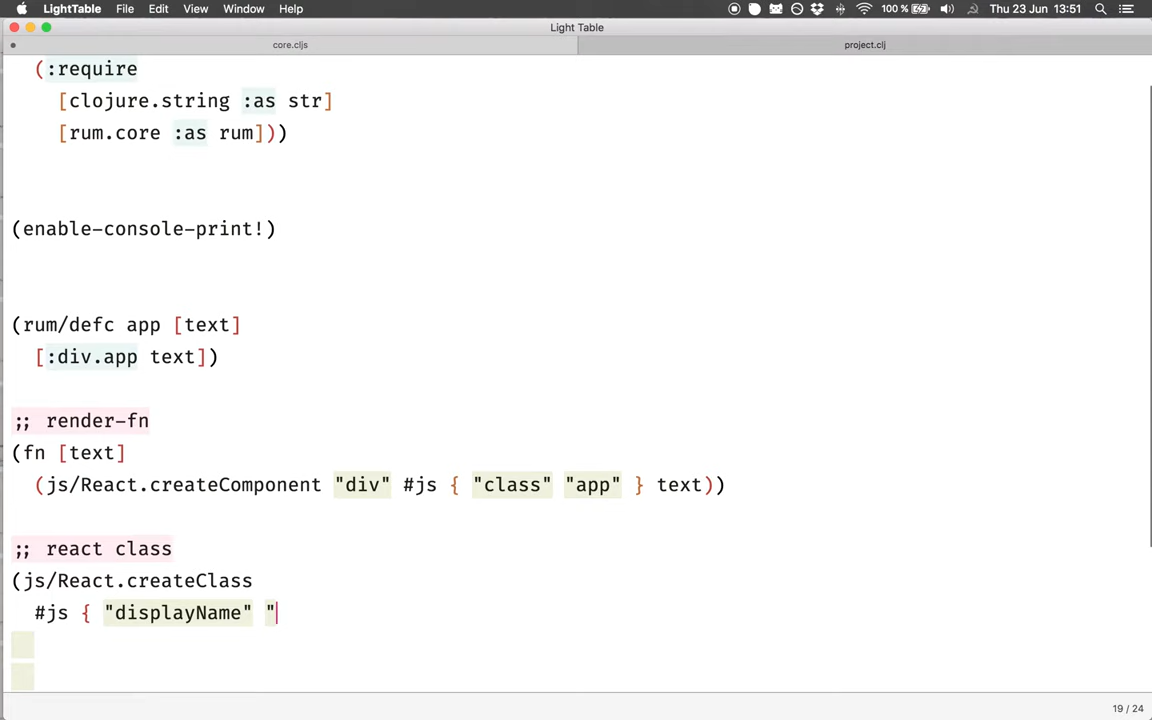 LightTable File Edit View Window Help 100 % Thu 23 Jun 13:51
Light Table
core.cljs project.clj
(:require
[clojure.string :as str]
[rum.core :as rum]))
(enable-console-print!)
(rum/defc app [text]
[:div.app text])
;; render-fn
(fn [text]
(js/React.createComponent "div" #js { "class" "app" } text))
;; react class
(js/React.createClass
#js { "displayName" "
19 / 24